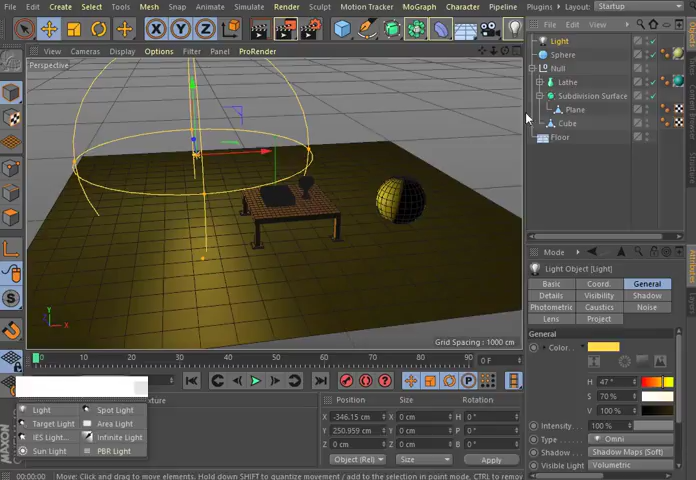 Edit Create Select Tools Mesh Snap Animate Simulate Render Sculpt Motion Tracker MoGraph Character Pipeline Plugins Layout: Startup
File Edit View
View Cameras Display Options Filter Panel ProRender
Perspective
Light
Sphere
Null
Lathe
Subdivision Surface
Plane
Cube
Floor
Y
X
Grid Spacing : 1000 cm
0 10 20 30 40 50 60 70 80 90
0 F
Mode
Light Object [Light]
Basic Coord. General
Details Visibility Shadow
Photometric Caustics Noise
Lens Project
General
Color
H 47 °
S 70 %
V 100 %
Intensity 100 %
Type Omni
Shadow Shadow Maps (Soft)
Visible Light Volumetric
Position Size Rotation
X -346.15 cm X 0 cm H 0 °
Y 250.959 cm Y 0 cm P 0 °
Z 0 cm Z 0 cm B 0 °
Object (Rel) Size Apply
Light Spot Light
Target Light Area Light
IES Light... Infinite Light
Sun Light PBR Light
MAXON
00:00:00 Move: Click and drag to move elements. Hold down SHIFT to quantize movement / add to the selection in point mode, CTRL to remove
Objects
Content Browser
Attributes
Layers